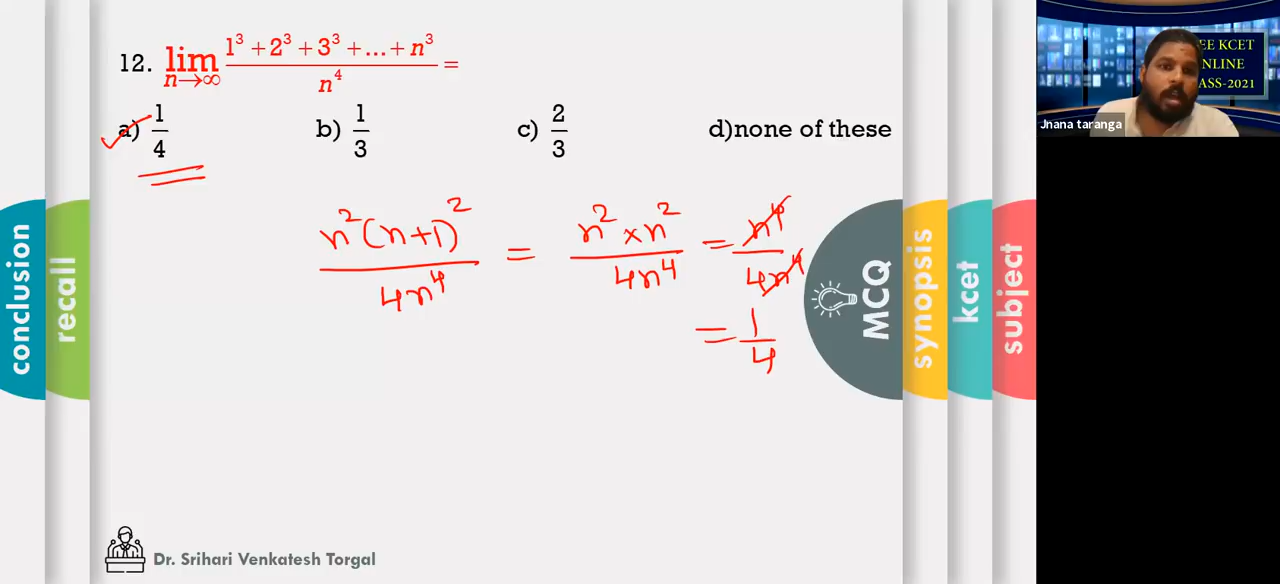 12. lim n→∞ (1³ + 2³ + 3³ + ... + n³) / n⁴ =
a) 1/4 b) 1/3 c) 2/3 d)none of these
n²(n+1)² / 4n⁴ = n² × n² / 4n⁴ = n⁴ / 4n⁴
= 1/4
conclusion
recall
MCQ
synopsis
kcet
subject
Dr. Srihari Venkatesh Torgal
EE KCET
NLINE
ASS-2021
Jnana taranga